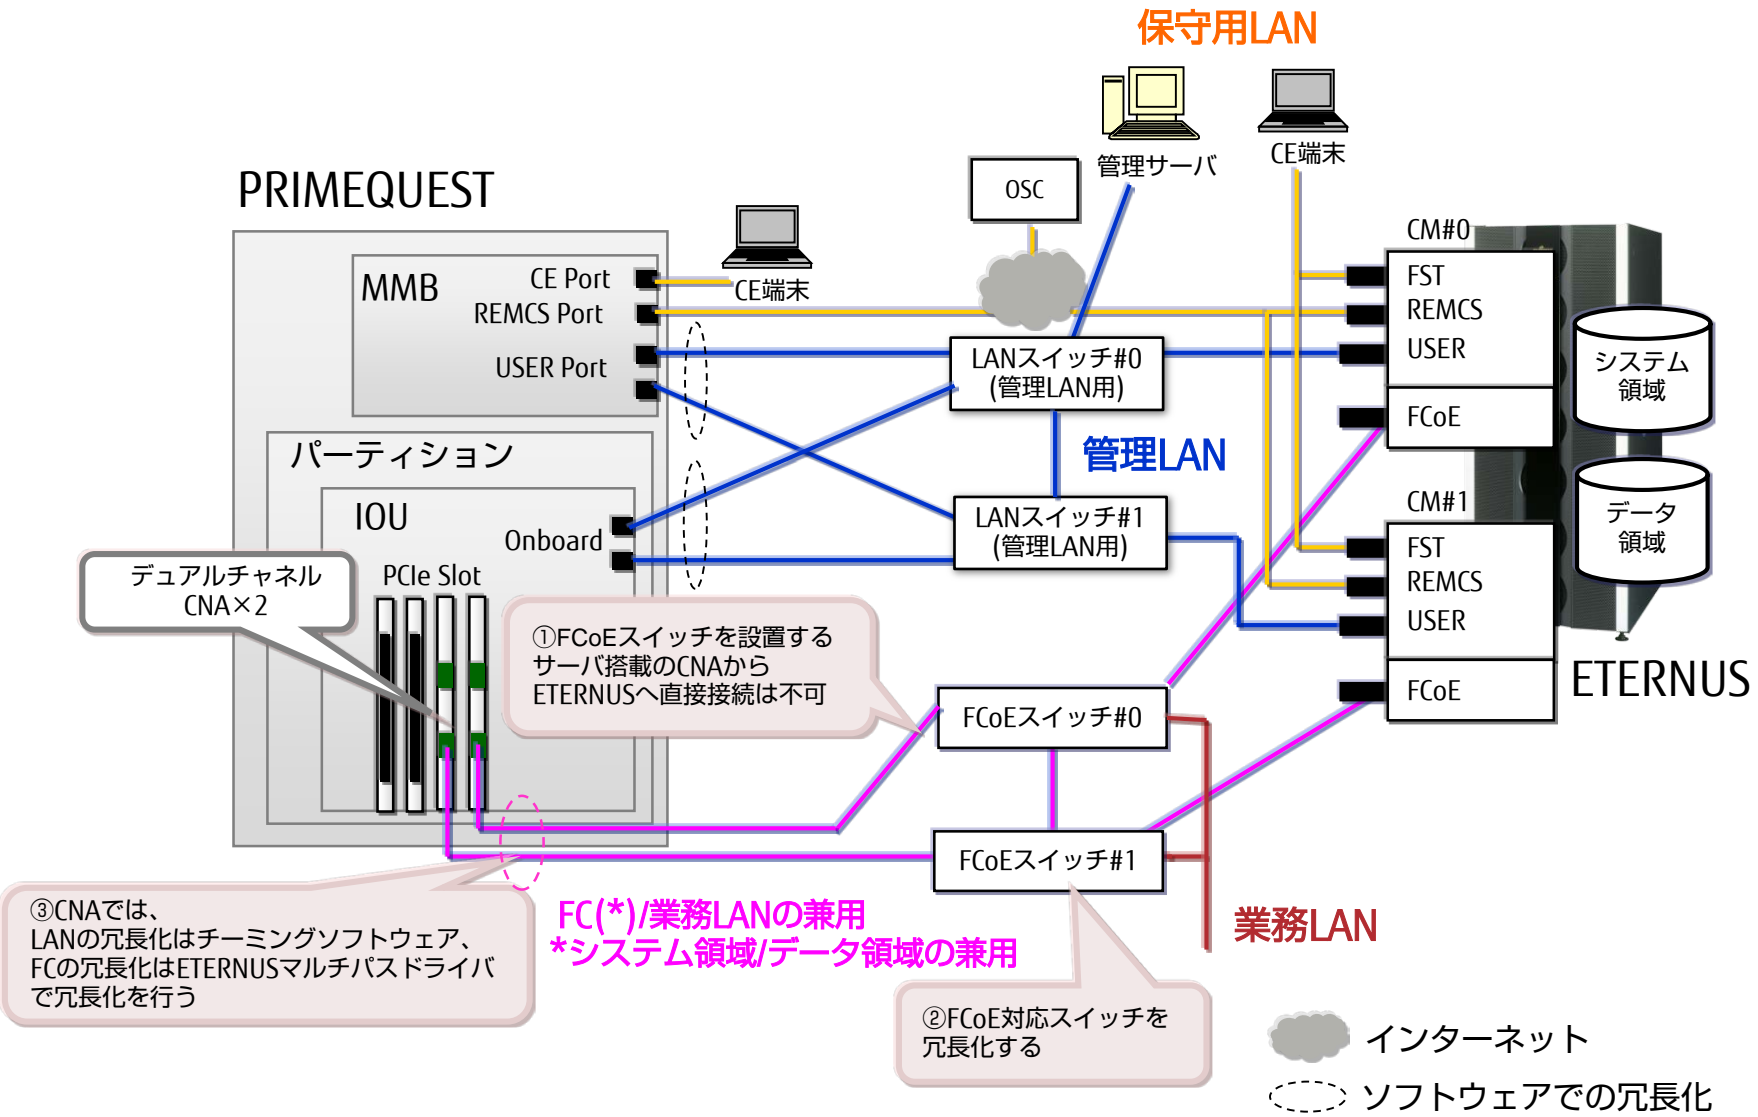 保守用LAN
管理サーバ
CE端末
OSC
PRIMEQUEST
CE端末
MMB
CE Port
REMCS Port
USER Port
パーティション
IOU
Onboard
PCIe Slot
デュアルチャネル
CNA×2
LANスイッチ#0
(管理LAN用)
管理LAN
LANスイッチ#1
(管理LAN用)
CM#0
FST
REMCS
USER
FCoE
CM#1
FST
REMCS
USER
FCoE
システム
領域
データ
領域
ETERNUS
①FCoEスイッチを設置する
サーバ搭載のCNAから
ETERNUSへ直接接続は不可
FCoEスイッチ#0
FCoEスイッチ#1
③CNAでは、
LANの冗長化はチーミングソフトウェア、
FCの冗長化はETERNUSマルチパスドライバ
で冗長化を行う
FC(*)/業務LANの兼用
*システム領域/データ領域の兼用
業務LAN
②FCoE対応スイッチを
冗長化する
インターネット
ソフトウェアでの冗長化